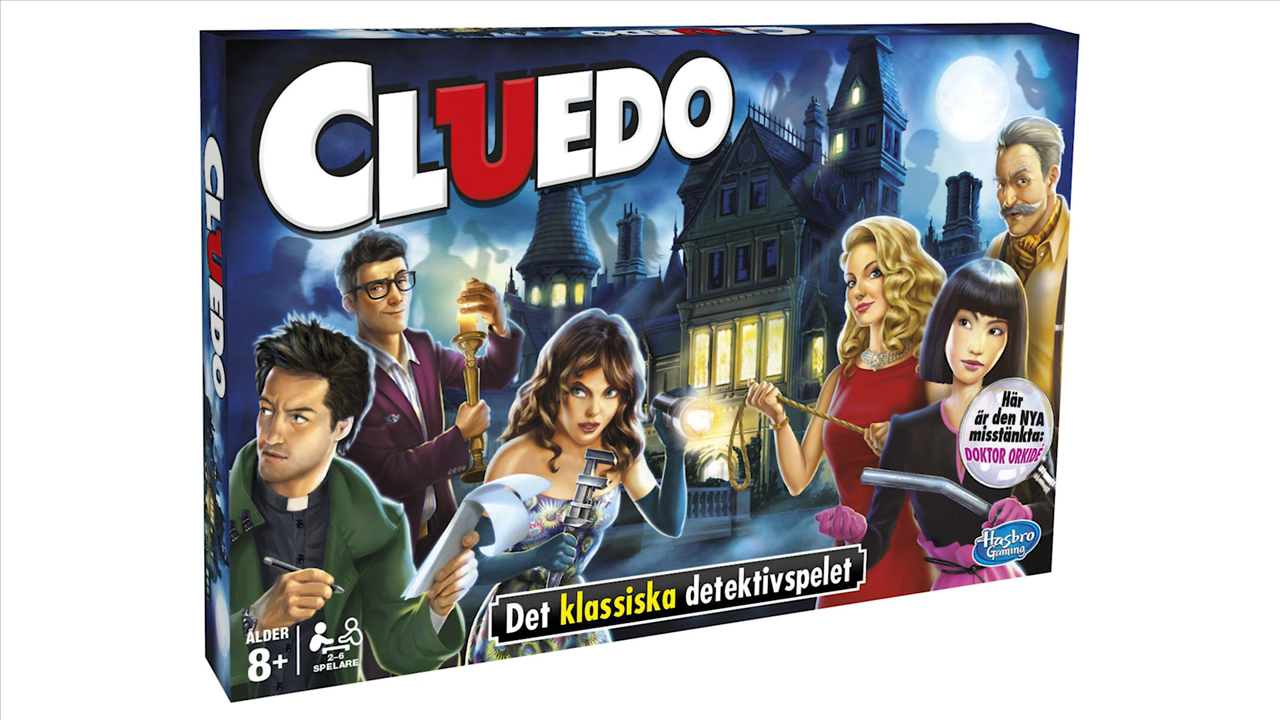 CLUEDO
CLUEDO
CLUEDO
Här
är den NYA
misstänkta:
DOKTOR ORKIDÉ
Hasbro
Gaming
Det klassiska detektivspelet
ÅLDER
8+
2–6
SPELARE